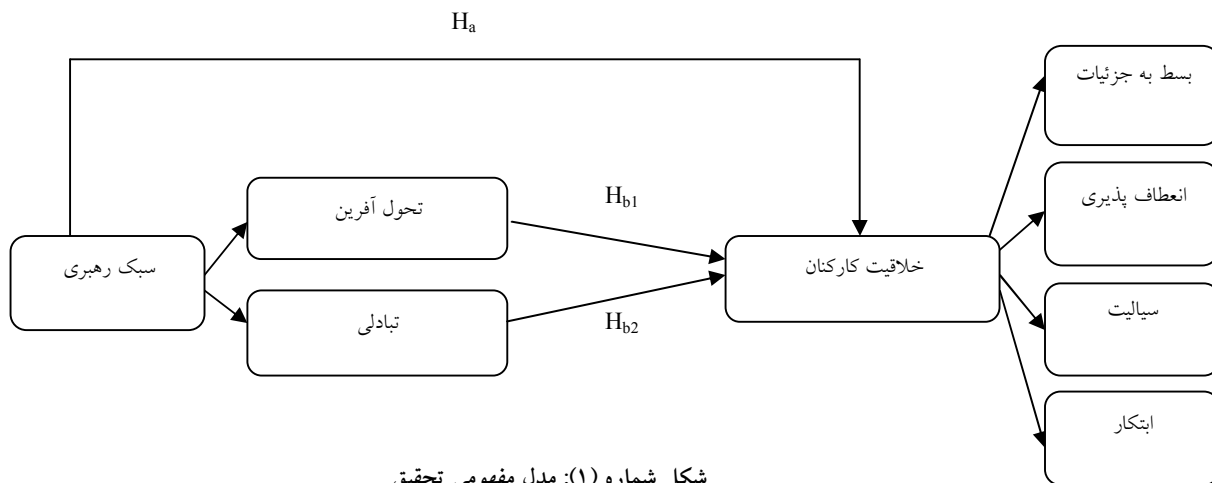 Ha
بسط به جزئیات
انعطاف پذیری
Hb1
تحول آفرین
سبک رهبری
خلاقیت کارکنان
تبادلی
Hb2
سیالیت
ابتکار
شکل شماره (۱): مدل مفهومی تحقیق